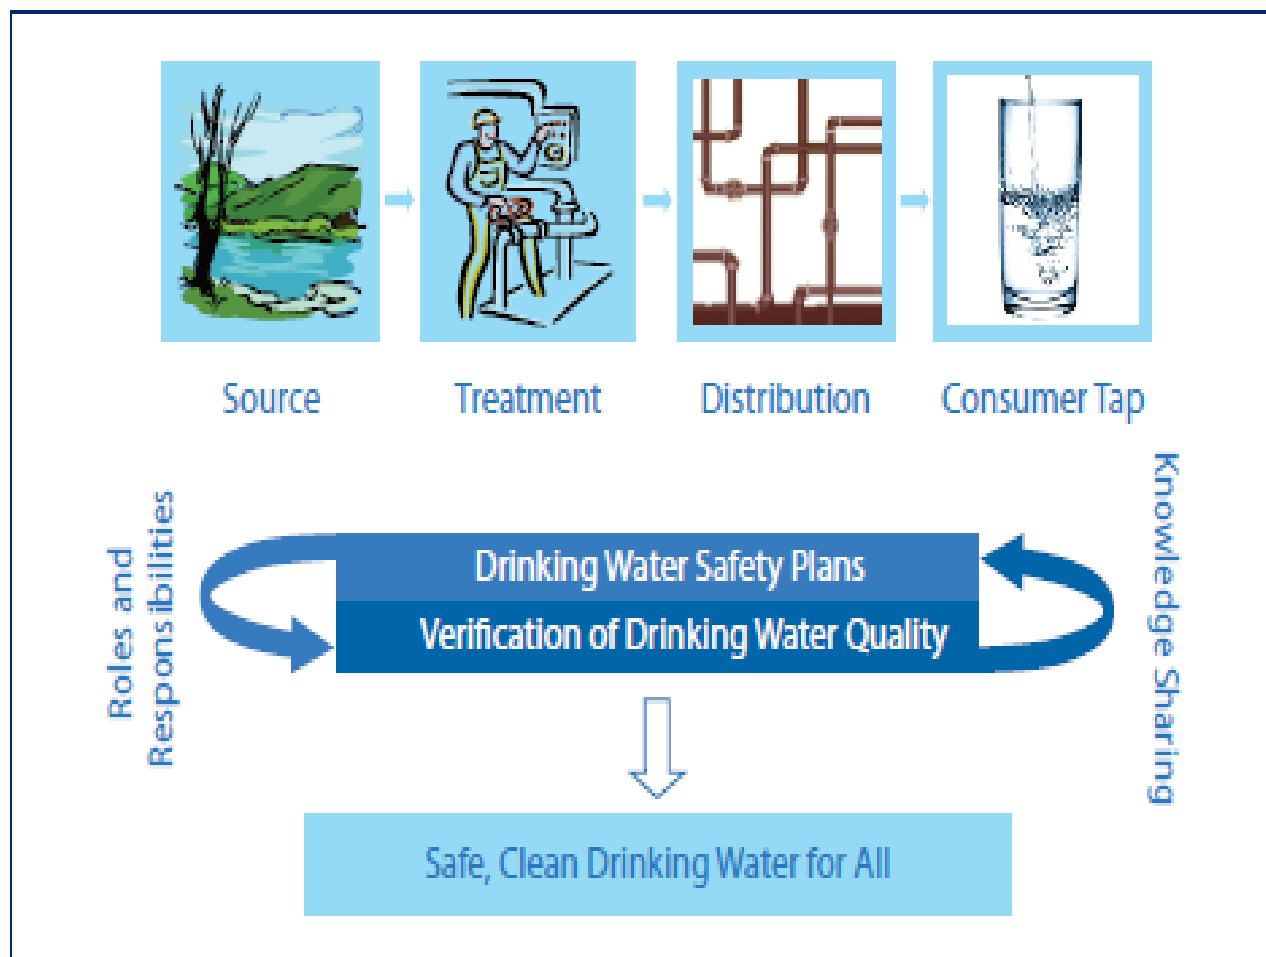 Source
Treatment
Distribution
Consumer Tap
Roles and
Responsibilities
Drinking Water Safety Plans
Verification of Drinking Water Quality
Knowledge Sharing
Safe, Clean Drinking Water for All